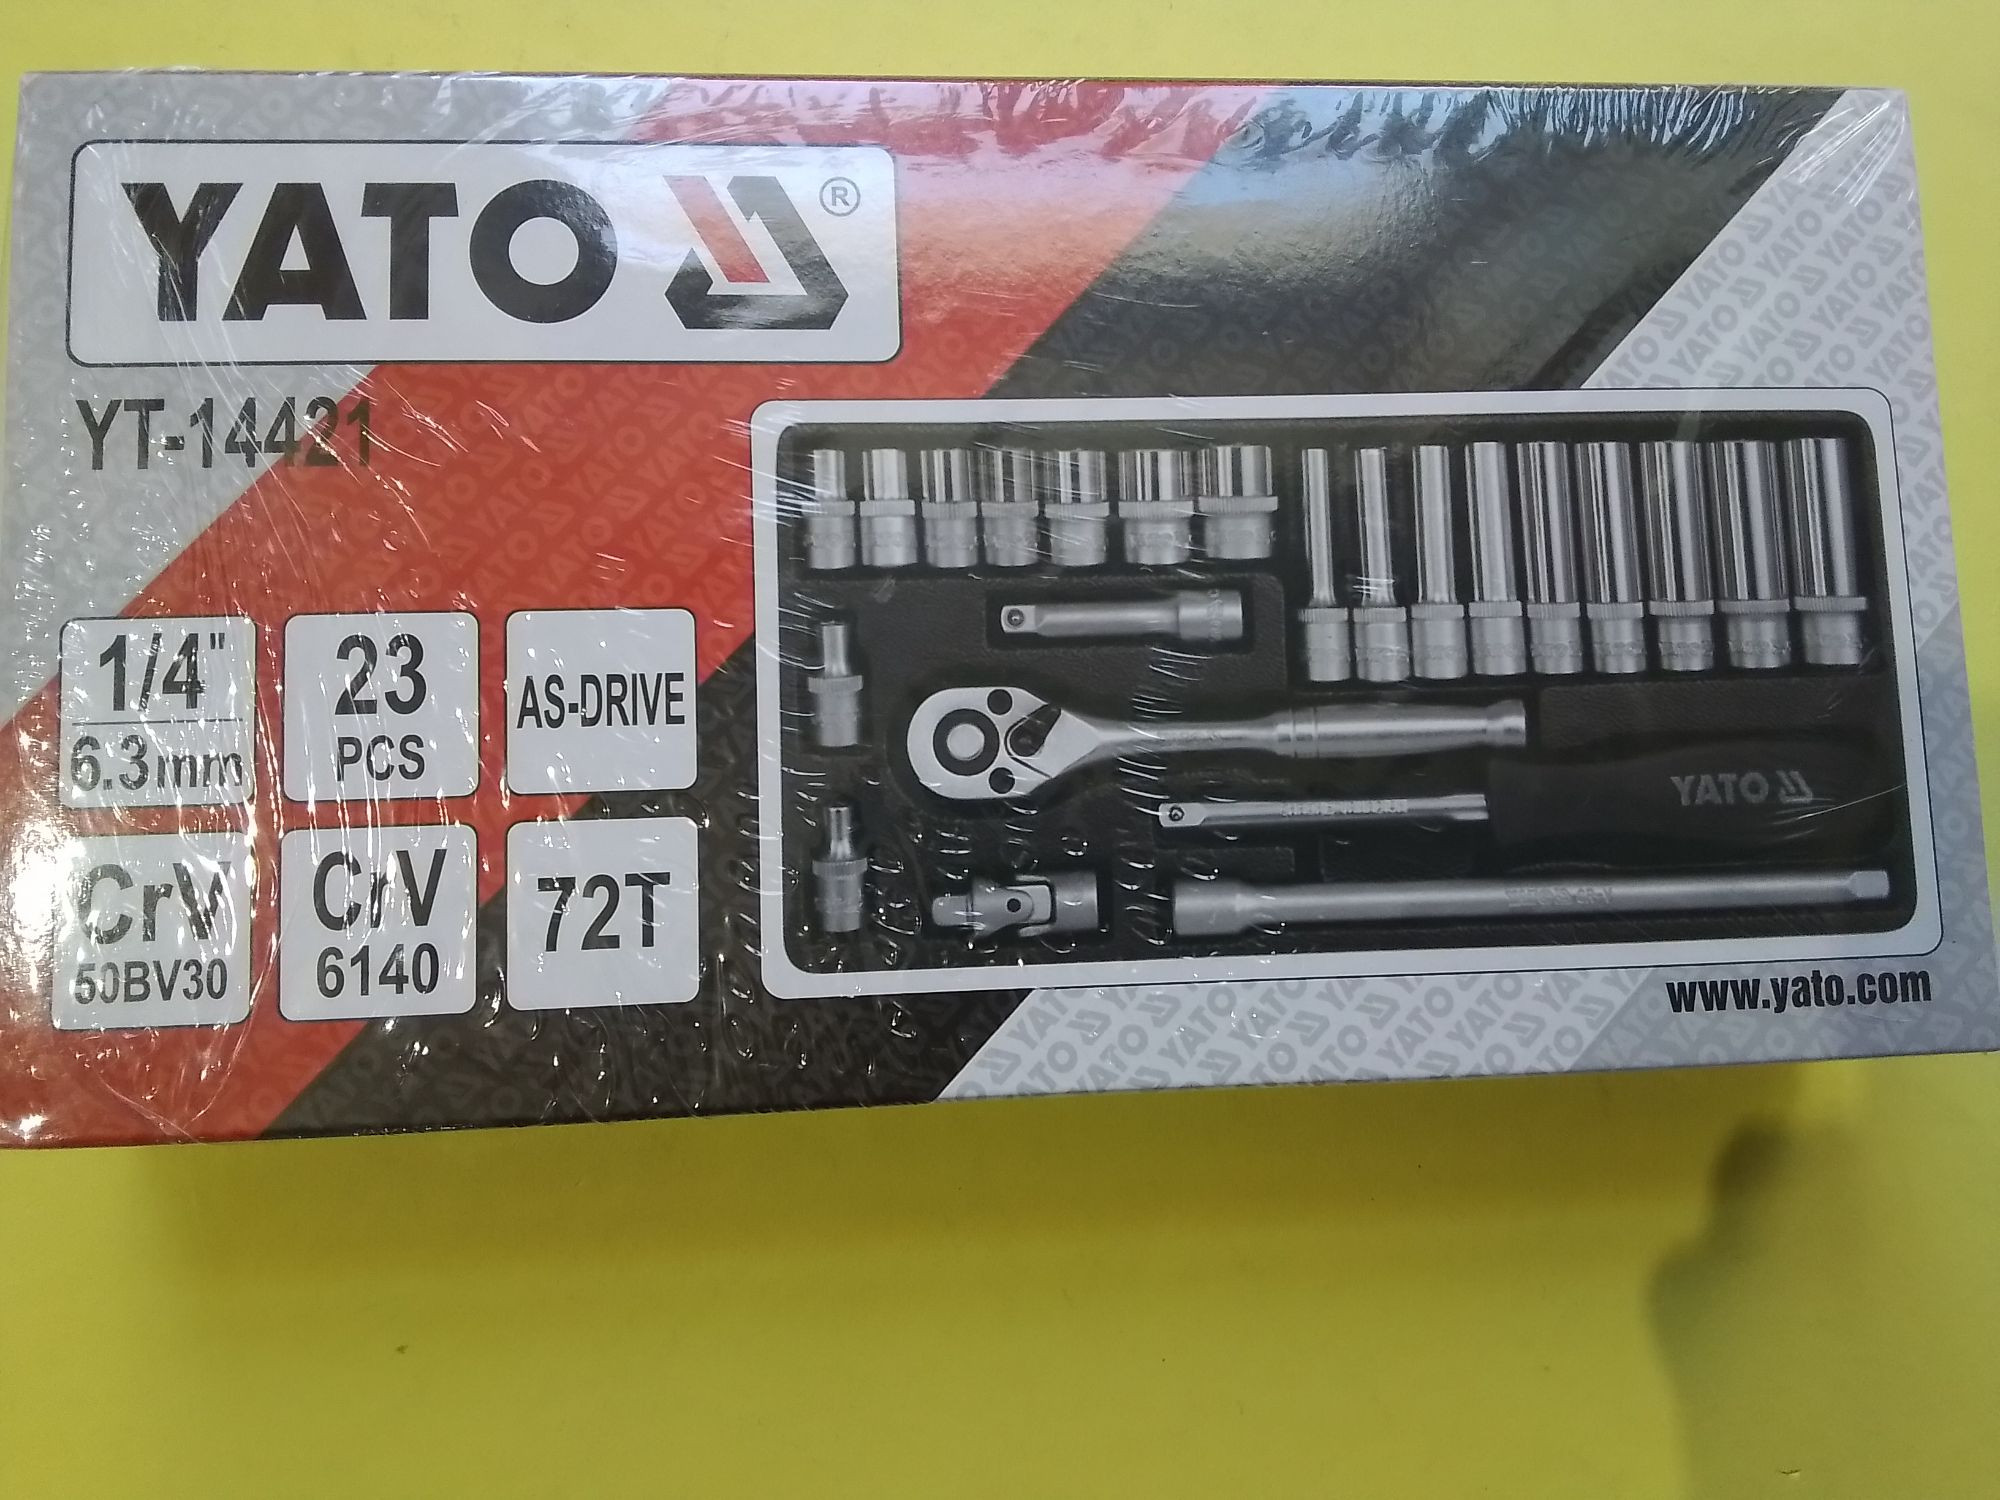 YATO ®
YT-14421
1/4"
6.3mm
23
PCS
AS-DRIVE
CrV
50BV30
CrV
6140
72T
YATO
www.yato.com